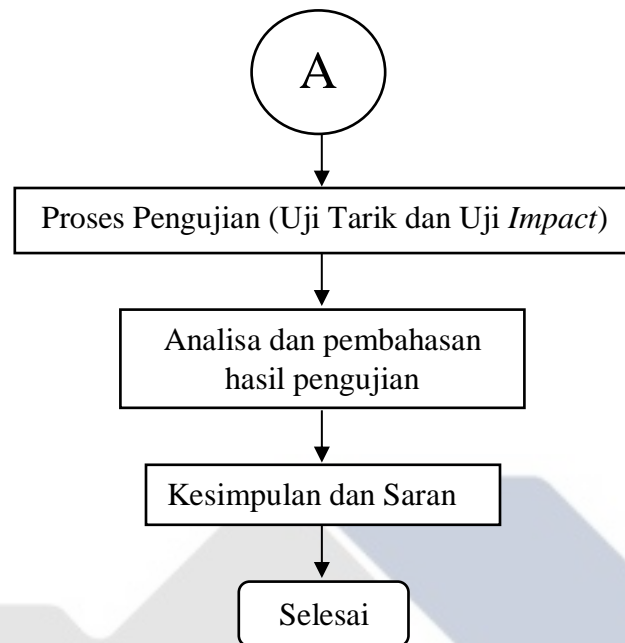 A
Proses Pengujian (Uji Tarik dan Uji Impact)
Analisa dan pembahasan
hasil pengujian
Kesimpulan dan Saran
Selesai